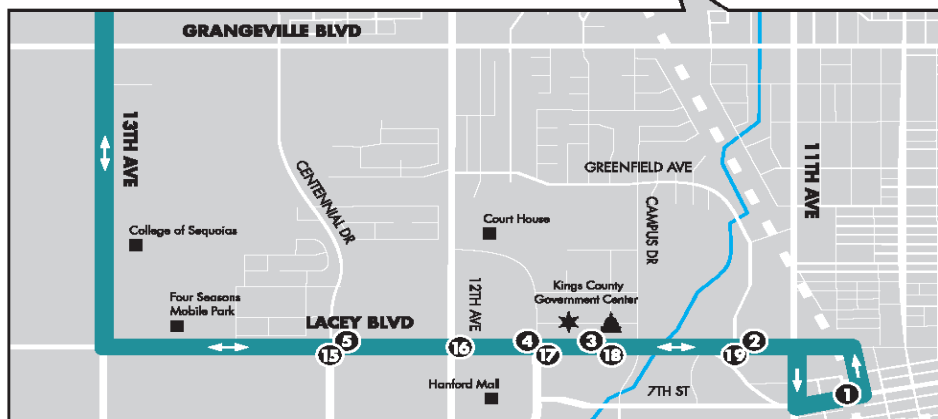 GRANGEVILLE BLVD
13TH AVE
CENTENNIAL DR
GREENFIELD AVE
11TH AVE
College of Sequoias
Court House
CAMPUS DR
Four Seasons
Mobile Park
12TH AVE
Kings County
Government Center
LACEY BLVD
5
15
16
4
17
3
18
2
19
Hanford Mall
7TH ST
1